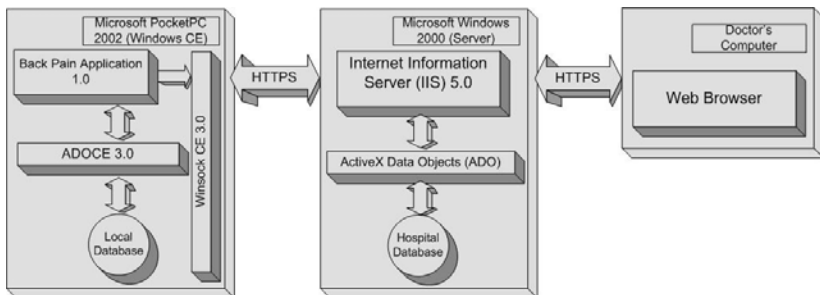 Microsoft PocketPC
2002 (Windows CE)
Back Pain Application
1.0
ADOCE 3.0
Winsock CE 3.0
Local
Database
HTTPS
Microsoft Windows
2000 (Server)
Internet Information
Server (IIS) 5.0
ActiveX Data Objects (ADO)
Hospital
Database
HTTPS
Doctor's
Computer
Web Browser